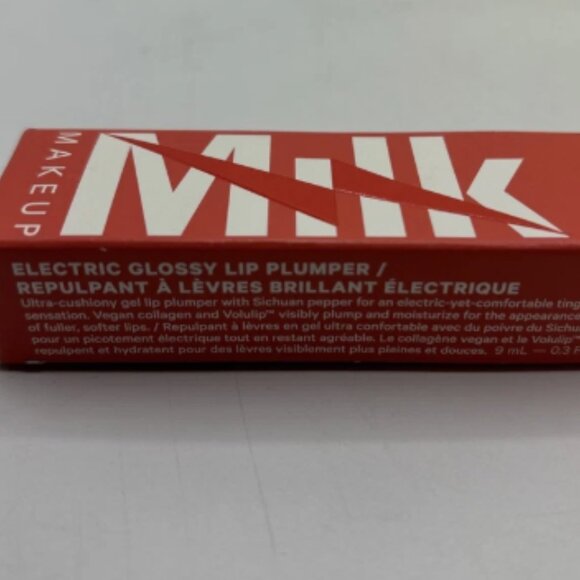 MAKEUP
Milk
ELECTRIC GLOSSY LIP PLUMPER /
REPULPANT À LÈVRES BRILLANT ÉLECTRIQUE
Ultra-cushiony gel lip plumper with Sichuan pepper for an electric-yet-comfortable ting
sensation. Vegan collagen and Volulip™ visibly plump and moisturize for the appearance
of fuller, softer lips. / Repulpant à lèvres en gel ultra confortable avec du poivre du Sichua
pour un picotement électrique tout en restant agréable. Le collagène vegan et le Volulip™
repulpent et hydratent pour des lèvres visiblement plus pleines et douces. 9 mL — 0.3 f